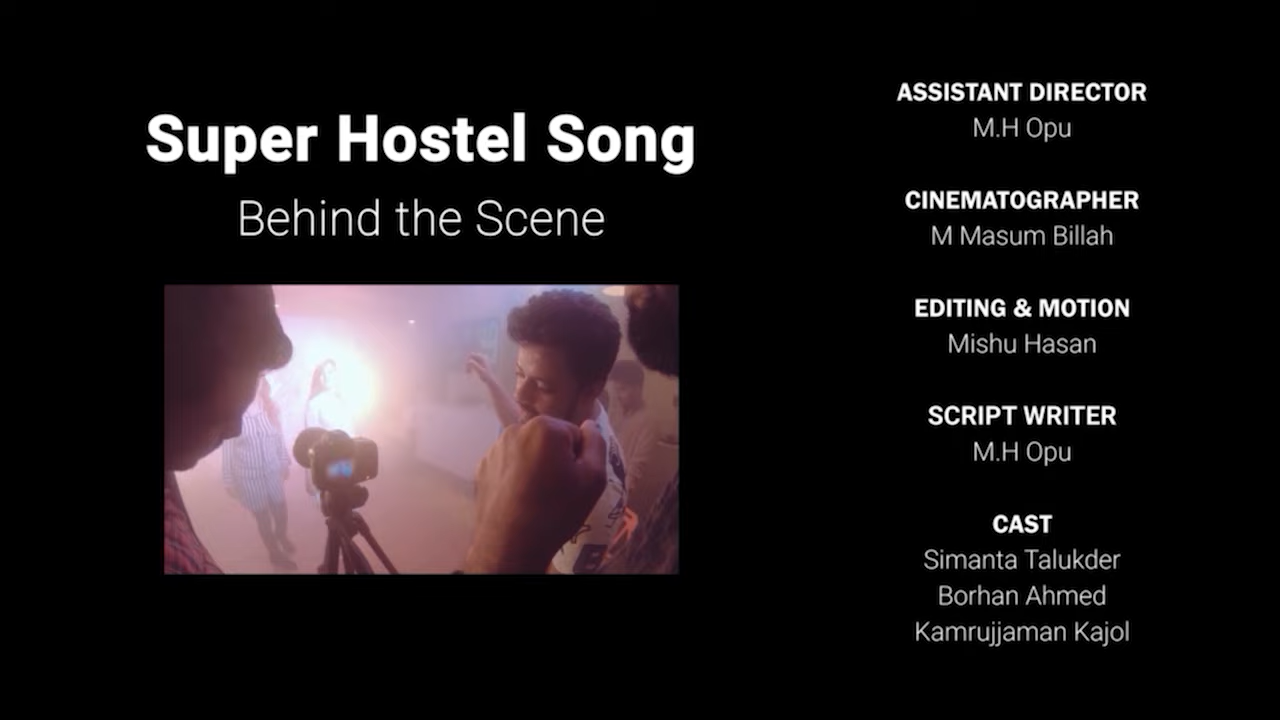 Super Hostel Song
Behind the Scene
ASSISTANT DIRECTOR
M.H Opu
CINEMATOGRAPHER
M Masum Billah
EDITING & MOTION
Mishu Hasan
SCRIPT WRITER
M.H Opu
CAST
Simanta Talukder
Borhan Ahmed
Kamrujjaman Kajol